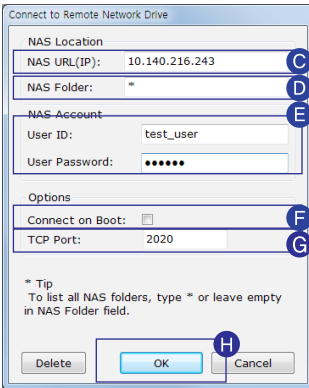 Connect to Remote Network Drive
NAS Location
NAS URL(IP): 10.140.216.243 C
NAS Folder: * D
NAS Account E
User ID: test_user
User Password: ●●●●●●
Options
Connect on Boot: F
TCP Port: 2020 G
* Tip
To list all NAS folders, type * or leave empty
in NAS Folder field.
H
Delete OK Cancel